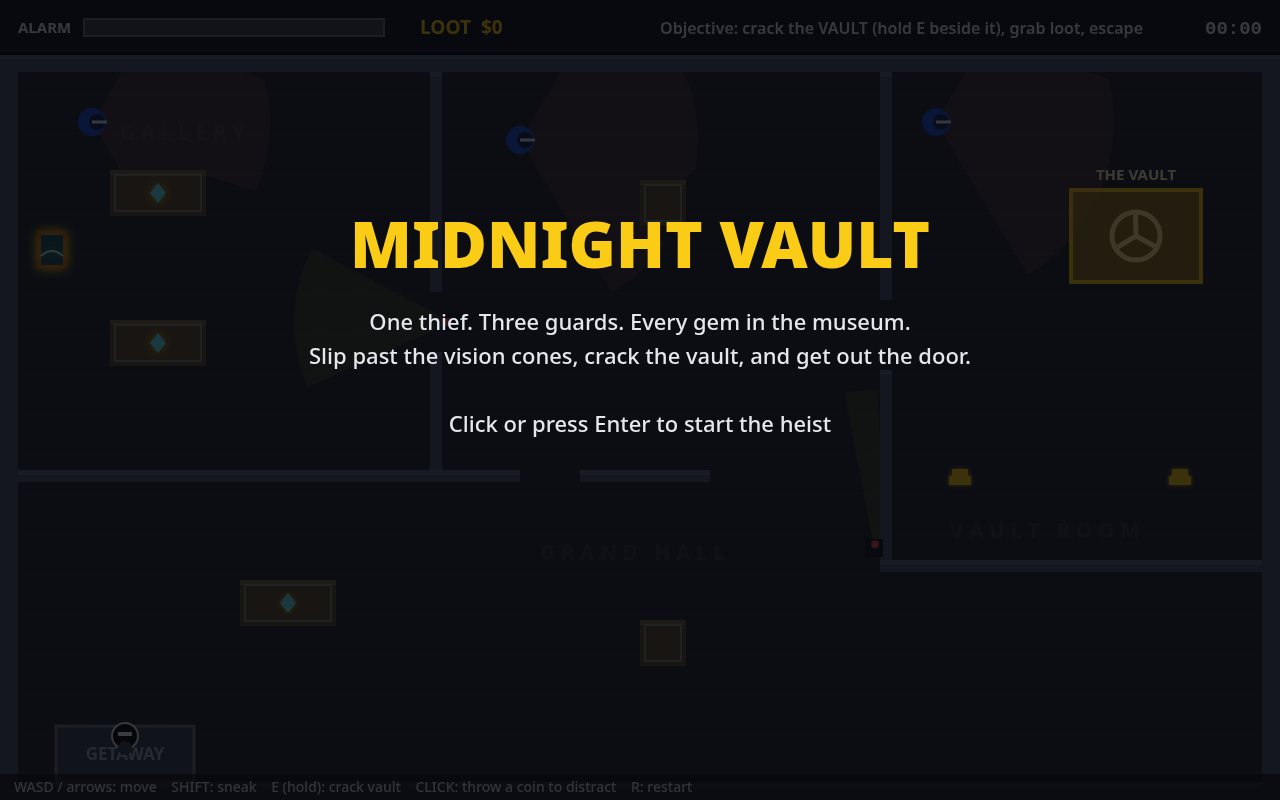 ALARM LOOT $0 Objective: crack the VAULT (hold E beside it), grab loot, escape 00:00
GALLERY
THE VAULT
MIDNIGHT VAULT
One thief. Three guards. Every gem in the museum.
Slip past the vision cones, crack the vault, and get out the door.
Click or press Enter to start the heist
VAULT ROOM
GRAND HALL
GETAWAY
WASD / arrows: move SHIFT: sneak E (hold): crack vault CLICK: throw a coin to distract R: restart